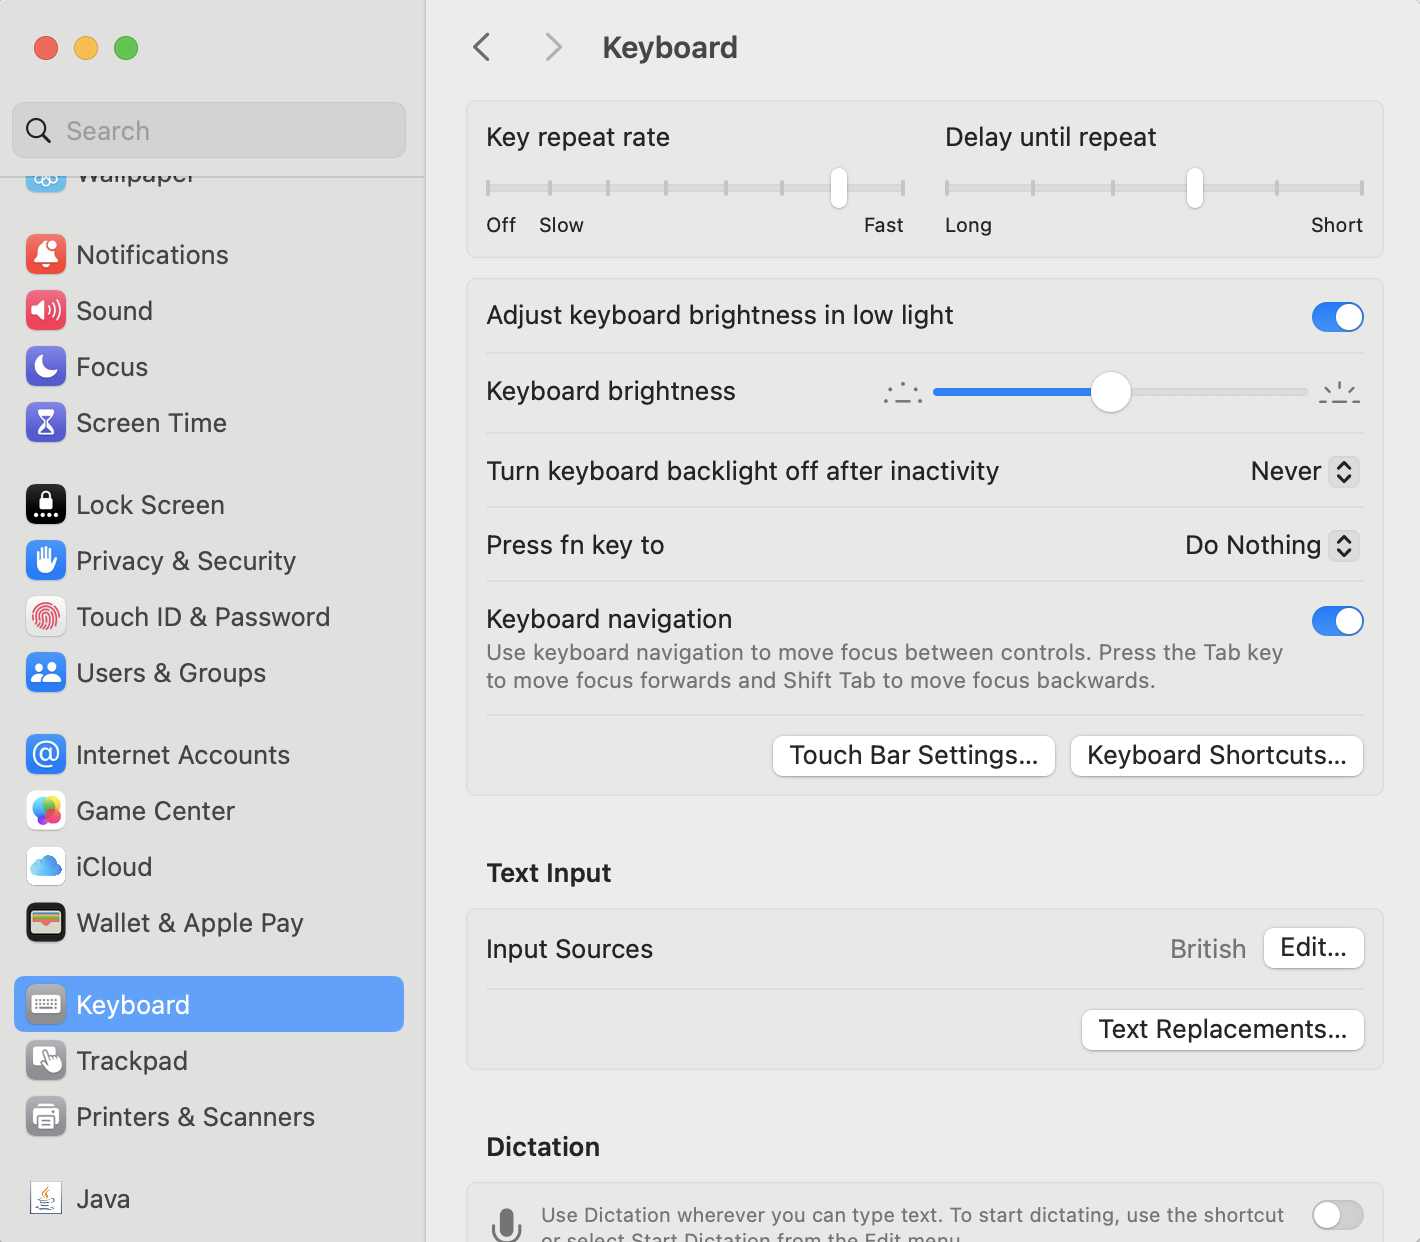 Keyboard
Search
Wallpaper
Notifications
Sound
Focus
Screen Time
Lock Screen
Privacy & Security
Touch ID & Password
Users & Groups
Internet Accounts
Game Center
iCloud
Wallet & Apple Pay
Keyboard
Trackpad
Printers & Scanners
Java
Key repeat rate
Off Slow Fast
Delay until repeat
Long Short
Adjust keyboard brightness in low light
Keyboard brightness
Turn keyboard backlight off after inactivity Never
Press fn key to Do Nothing
Keyboard navigation
Use keyboard navigation to move focus between controls. Press the Tab key
to move focus forwards and Shift Tab to move focus backwards.
Touch Bar Settings... Keyboard Shortcuts...
Text Input
Input Sources British Edit...
Text Replacements...
Dictation
Use Dictation wherever you can type text. To start dictating, use the shortcut
or select Start Dictation from the Edit menu.